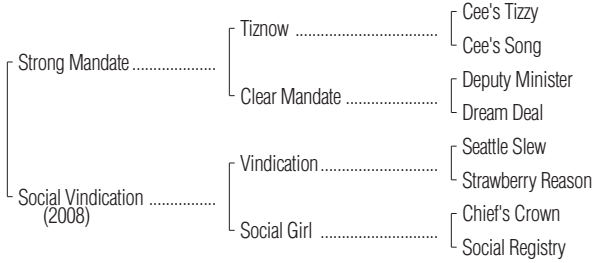 Cee's Tizzy
Tiznow ..............................
Cee's Song
Strong Mandate ..................
Deputy Minister
Clear Mandate ...................
Dream Deal
Seattle Slew
Vindication........................
Strawberry Reason
Social Vindication ...............
(2008)
Chief's Crown
Social Girl ........................
Social Registry